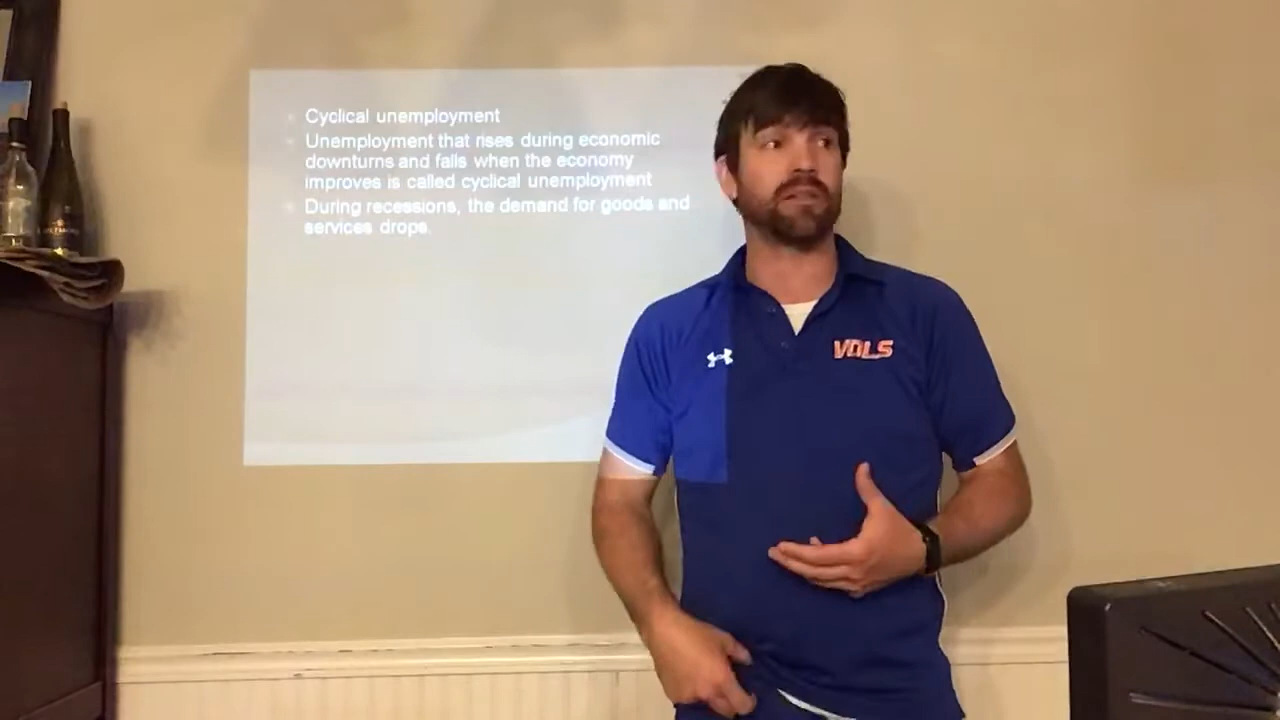 Cyclical unemployment
Unemployment that rises during economic
downturns and falls when the economy
improves is called cyclical unemployment
During recessions, the demand for goods and
services drops.
VOLS